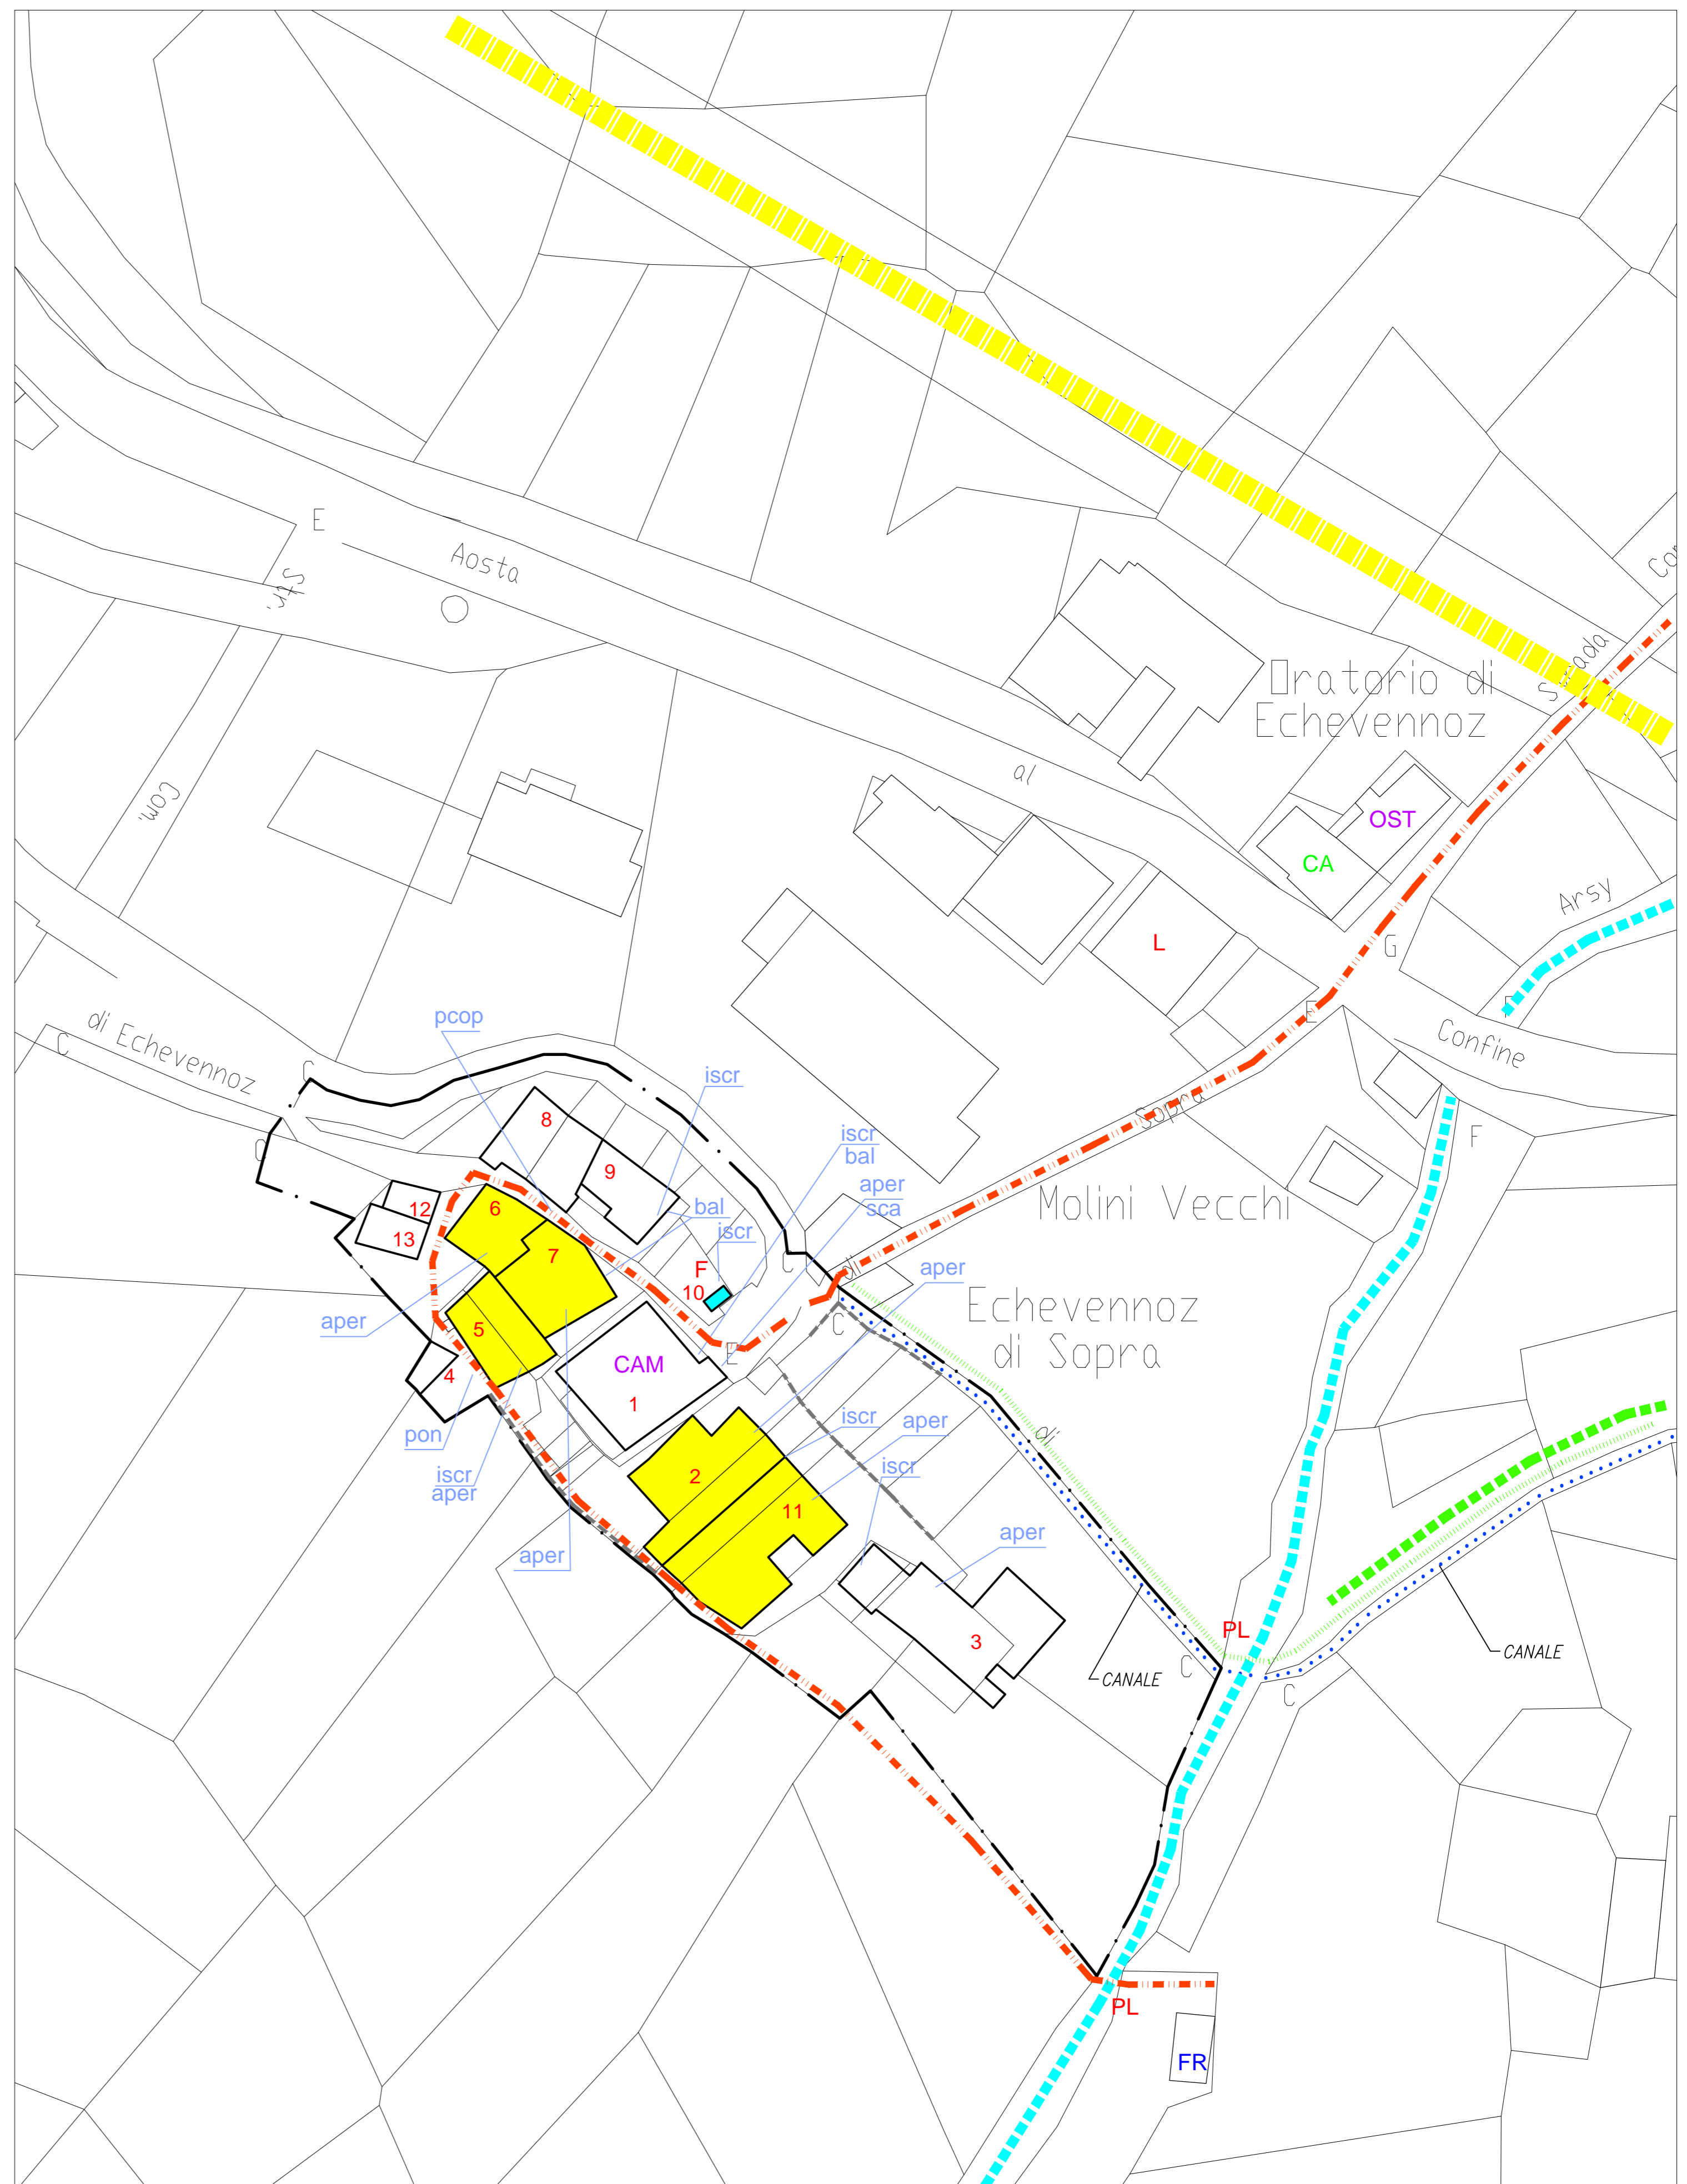 E
Aosta
Str.
Oratorio di
Echevennoz
Strada
al
Com.
OST
CA
Arsy
L
G
E
F
Confine
di Echevennoz
C
C
pcop
iscr
8
iscr
bal
Sopra
F
9
aper
sca
Molini Vecchi
12
6
bal
iscr
13
7
F
10
C
di
aper
Echevennoz
di Sopra
aper
5
E
C
CAM
4
1
pon
iscr
aper
di
iscr
aper
2
iscr
11
aper
aper
3
PL
C
CANALE
CANALE
C
PL
FR